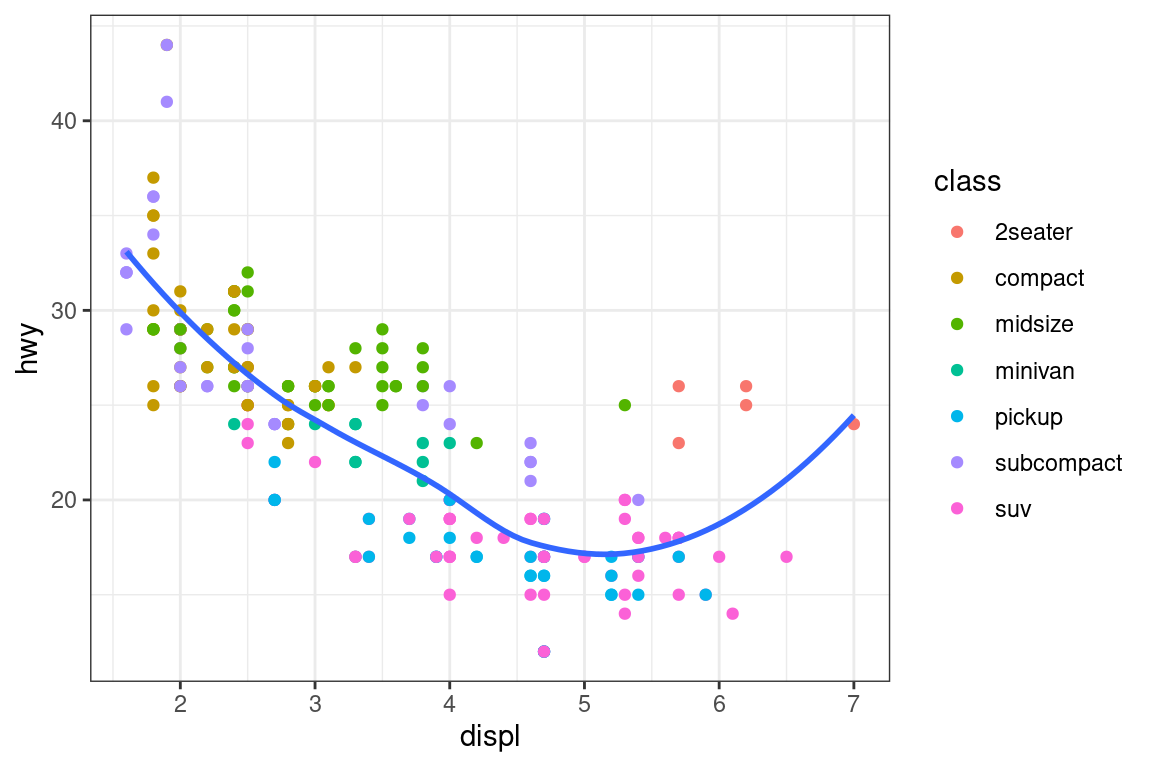 hwy
40
30
20
2 3 4 5 6 7
displ
class
2seater
compact
midsize
minivan
pickup
subcompact
suv